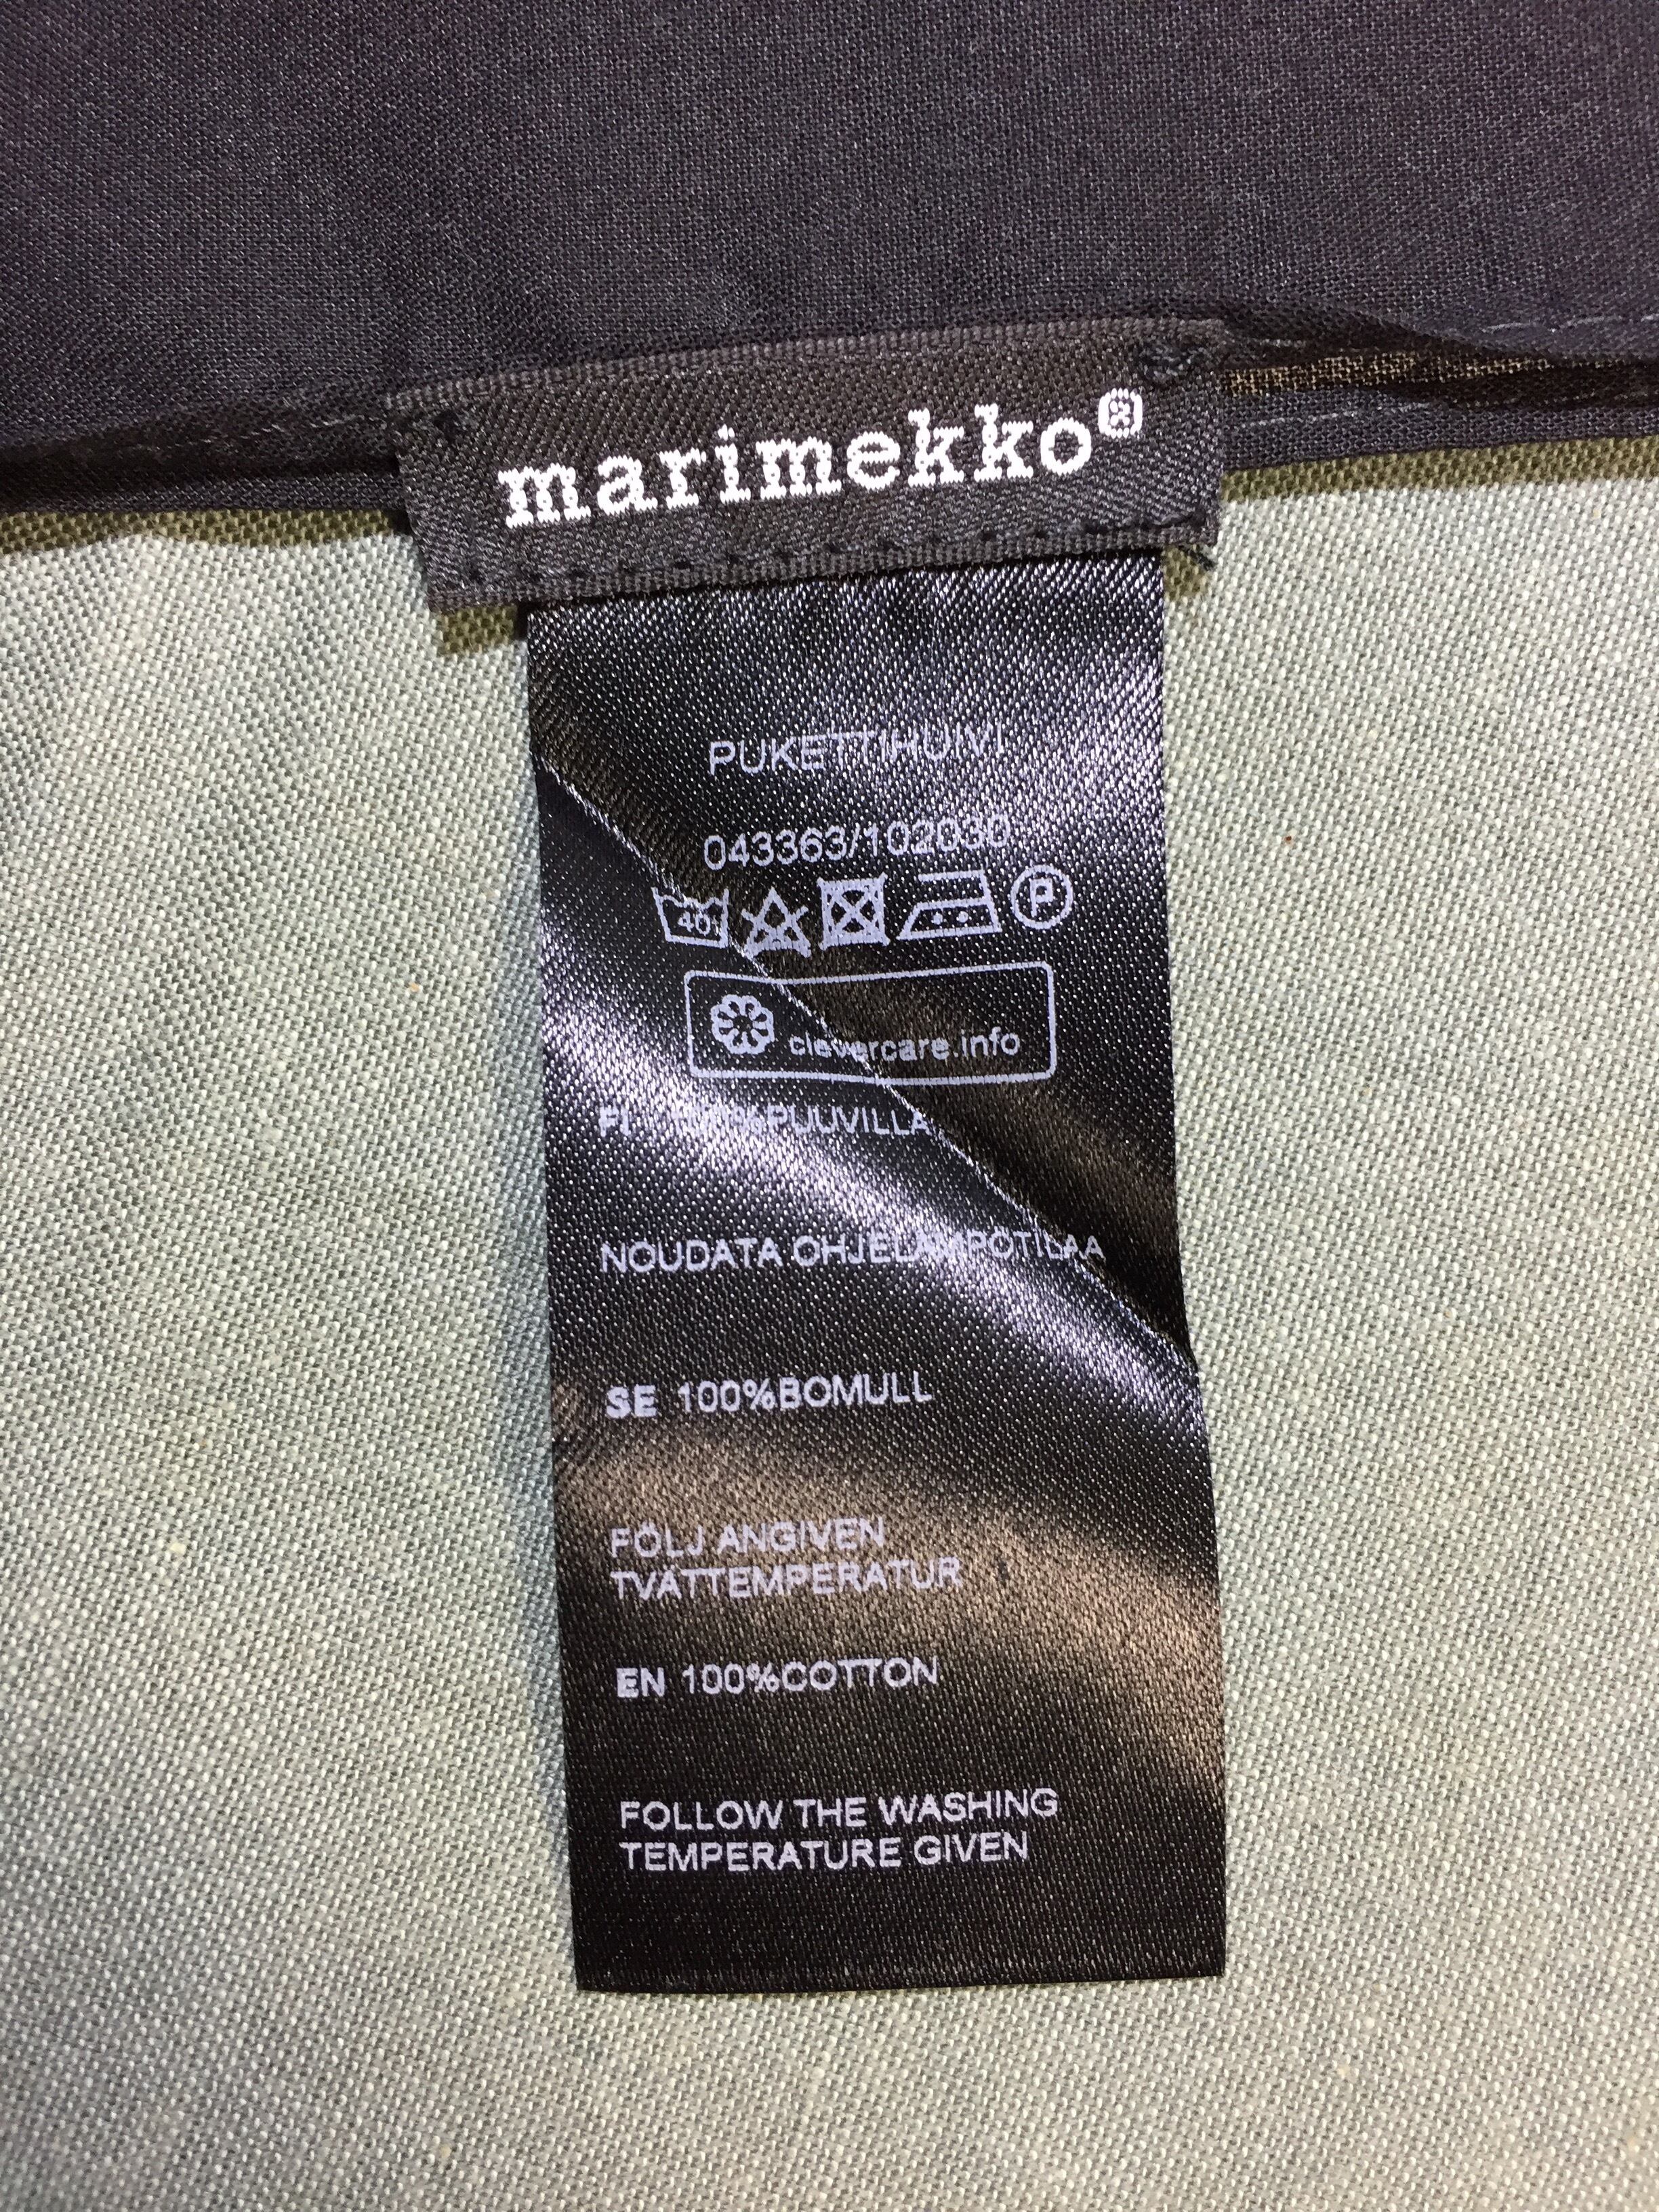 marimekko®
PUKETTIHUIVI
043363/102030
40 P
clevercare.info
FI 100%PUUVILLA
NOUDATA OHJELÄMPÖTILAA
SE 100%BOMULL
FÖLJ ANGIVEN
TVÄTTEMPERATUR
EN 100%COTTON
FOLLOW THE WASHING
TEMPERATURE GIVEN